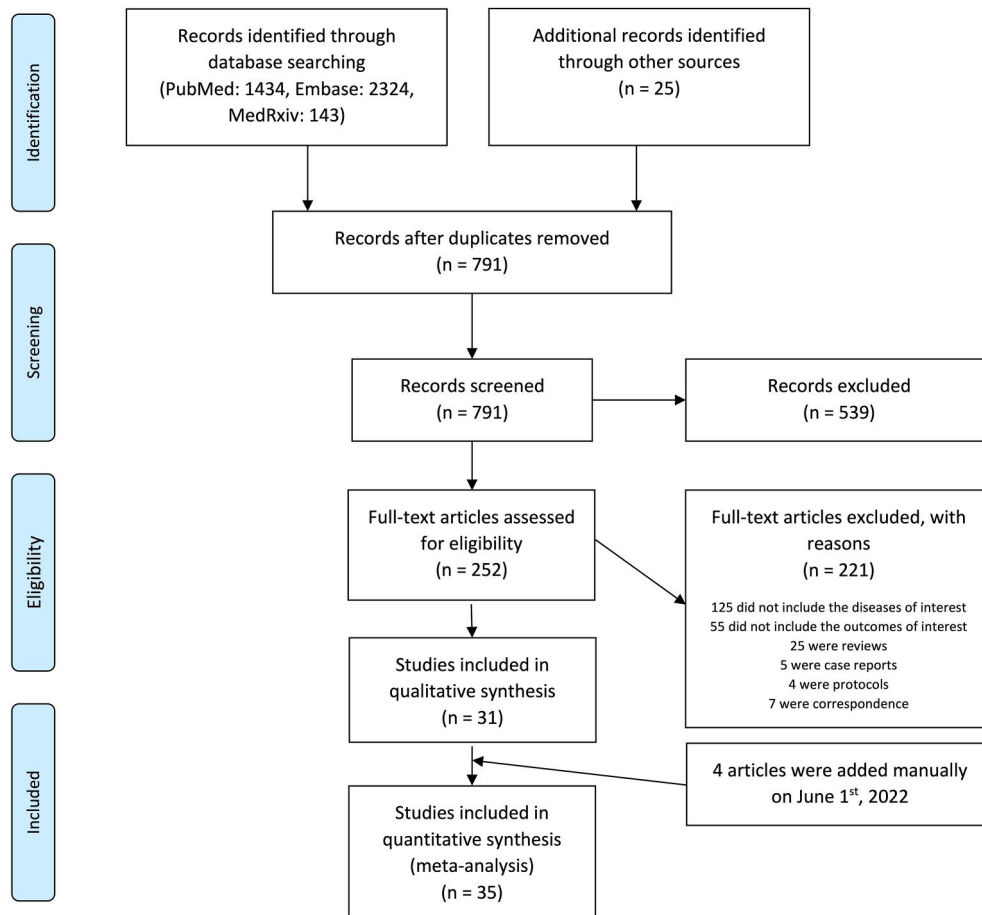 Identification
Records identified through
database searching
(PubMed: 1434, Embase: 2324,
MedRxiv: 143)
Additional records identified
through other sources
(n = 25)
Records after duplicates removed
(n = 791)
Screening
Records screened
(n = 791)
Records excluded
(n = 539)
Eligibility
Full-text articles assessed
for eligibility
(n = 252)
Full-text articles excluded, with
reasons
(n = 221)
125 did not include the diseases of interest
55 did not include the outcomes of interest
25 were reviews
5 were case reports
4 were protocols
7 were correspondence
Studies included in
qualitative synthesis
(n = 31)
Included
4 articles were added manually
on June 1st, 2022
Studies included in
quantitative synthesis
(meta-analysis)
n = 35